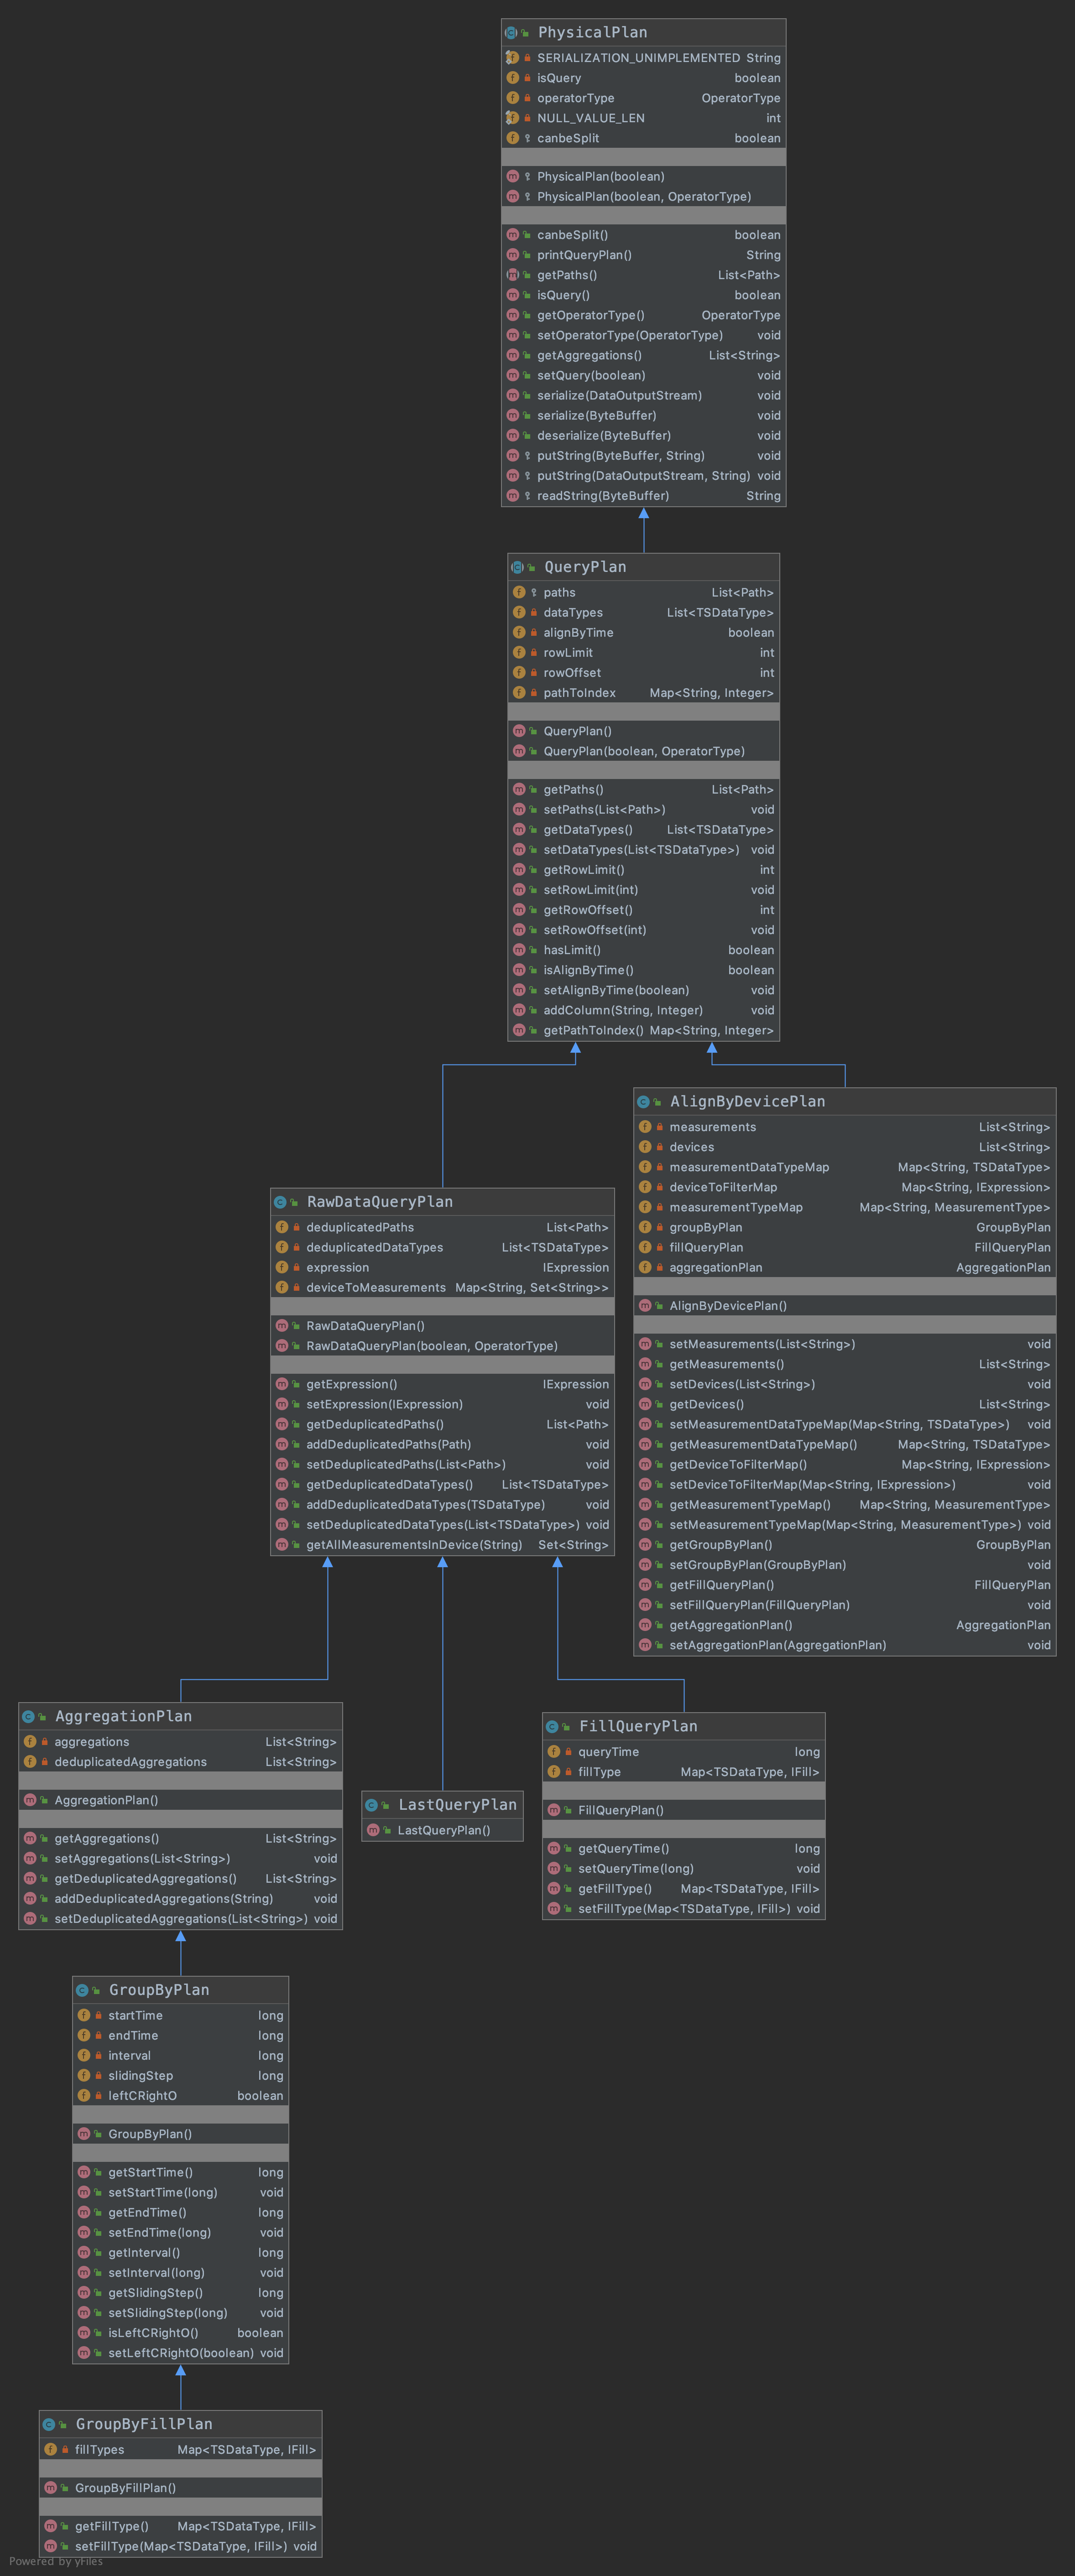 PhysicalPlan
SERIALIZATION_UNIMPLEMENTED String
isQuery boolean
operatorType OperatorType
NULL_VALUE_LEN int
canbeSplit boolean
PhysicalPlan(boolean)
PhysicalPlan(boolean, OperatorType)
canbeSplit() boolean
printQueryPlan() String
getPaths() List<Path>
isQuery() boolean
getOperatorType() OperatorType
setOperatorType(OperatorType) void
getAggregations() List<String>
setQuery(boolean) void
serialize(DataOutputStream) void
serialize(ByteBuffer) void
deserialize(ByteBuffer) void
putString(ByteBuffer, String) void
putString(DataOutputStream, String) void
readString(ByteBuffer) String
QueryPlan
paths List<Path>
dataTypes List<TSDataType>
alignByTime boolean
rowLimit int
rowOffset int
pathToIndex Map<String, Integer>
QueryPlan()
QueryPlan(boolean, OperatorType)
getPaths() List<Path>
setPaths(List<Path>) void
getDataTypes() List<TSDataType>
setDataTypes(List<TSDataType>) void
getRowLimit() int
setRowLimit(int) void
getRowOffset() int
setRowOffset(int) void
hasLimit() boolean
isAlignByTime() boolean
setAlignByTime(boolean) void
addColumn(String, Integer) void
getPathToIndex() Map<String, Integer>
AlignByDevicePlan
measurements List<String>
devices List<String>
measurementDataTypeMap Map<String, TSDataType>
deviceToFilterMap Map<String, IExpression>
measurementTypeMap Map<String, MeasurementType>
groupByPlan GroupByPlan
fillQueryPlan FillQueryPlan
aggregationPlan AggregationPlan
AlignByDevicePlan()
setMeasurements(List<String>) void
getMeasurements() List<String>
setDevices(List<String>) void
getDevices() List<String>
setMeasurementDataTypeMap(Map<String, TSDataType>) void
getMeasurementDataTypeMap() Map<String, TSDataType>
getDeviceToFilterMap() Map<String, IExpression>
setDeviceToFilterMap(Map<String, IExpression>) void
getMeasurementTypeMap() Map<String, MeasurementType>
setMeasurementTypeMap(Map<String, MeasurementType>) void
getGroupByPlan() GroupByPlan
setGroupByPlan(GroupByPlan) void
getFillQueryPlan() FillQueryPlan
setFillQueryPlan(FillQueryPlan) void
getAggregationPlan() AggregationPlan
setAggregationPlan(AggregationPlan) void
RawDataQueryPlan
deduplicatedPaths List<Path>
deduplicatedDataTypes List<TSDataType>
expression IExpression
deviceToMeasurements Map<String, Set<String>>
RawDataQueryPlan()
RawDataQueryPlan(boolean, OperatorType)
getExpression() IExpression
setExpression(IExpression) void
getDeduplicatedPaths() List<Path>
addDeduplicatedPaths(Path) void
setDeduplicatedPaths(List<Path>) void
getDeduplicatedDataTypes() List<TSDataType>
addDeduplicatedDataTypes(TSDataType) void
setDeduplicatedDataTypes(List<TSDataType>) void
getAllMeasurementsInDevice(String) Set<String>
AggregationPlan
aggregations List<String>
deduplicatedAggregations List<String>
AggregationPlan()
getAggregations() List<String>
setAggregations(List<String>) void
getDeduplicatedAggregations() List<String>
addDeduplicatedAggregations(String) void
setDeduplicatedAggregations(List<String>) void
LastQueryPlan
LastQueryPlan()
FillQueryPlan
queryTime long
fillType Map<TSDataType, IFill>
FillQueryPlan()
getQueryTime() long
setQueryTime(long) void
getFillType() Map<TSDataType, IFill>
setFillType(Map<TSDataType, IFill>) void
GroupByPlan
startTime long
endTime long
interval long
slidingStep long
leftCRightO boolean
GroupByPlan()
getStartTime() long
setStartTime(long) void
getEndTime() long
setEndTime(long) void
getInterval() long
setInterval(long) void
getSlidingStep() long
setSlidingStep(long) void
isLeftCRightO() boolean
setLeftCRightO(boolean) void
GroupByFillPlan
fillTypes Map<TSDataType, IFill>
GroupByFillPlan()
getFillType() Map<TSDataType, IFill>
setFillType(Map<TSDataType, IFill>) void
Powered by yFiles